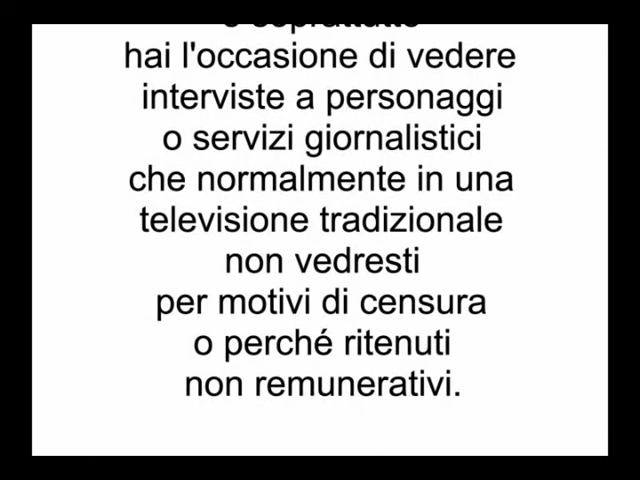 o soprattutto
hai l'occasione di vedere
interviste a personaggi
o servizi giornalistici
che normalmente in una
televisione tradizionale
non vedresti
per motivi di censura
o perché ritenuti
non remunerativi.